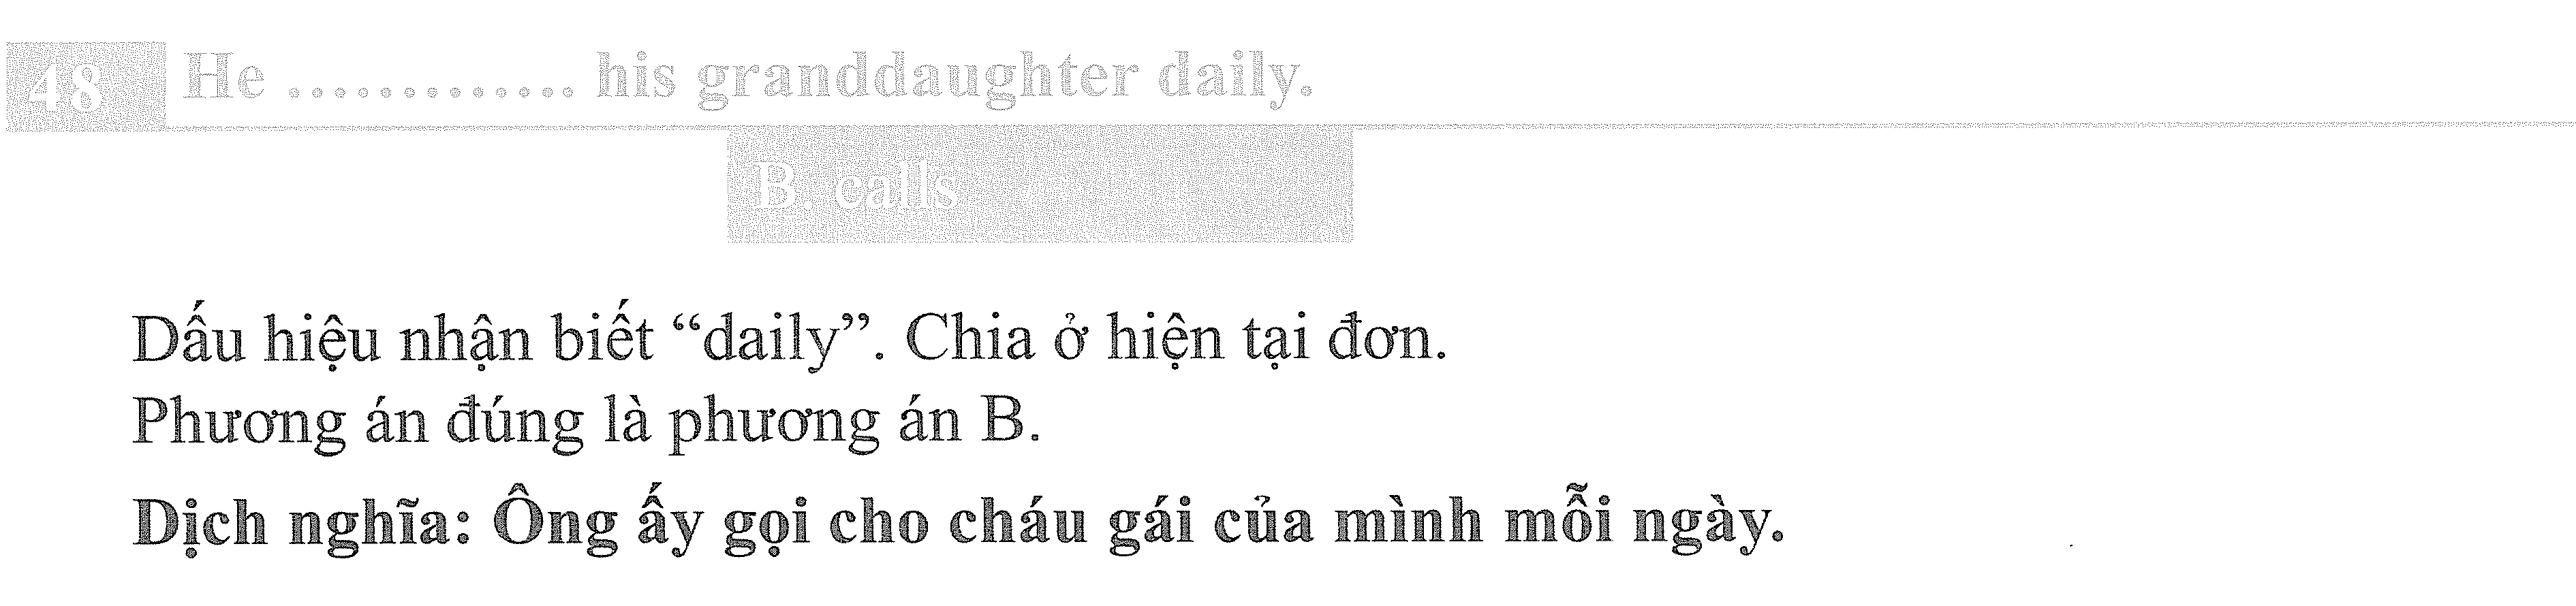 48 He ............. his granddaughter daily.
B. calls
Dấu hiệu nhận biết “daily”. Chia ở hiện tại đơn.
Phương án đúng là phương án B.
Dịch nghĩa: Ông ấy gọi cho cháu gái của mình mỗi ngày.